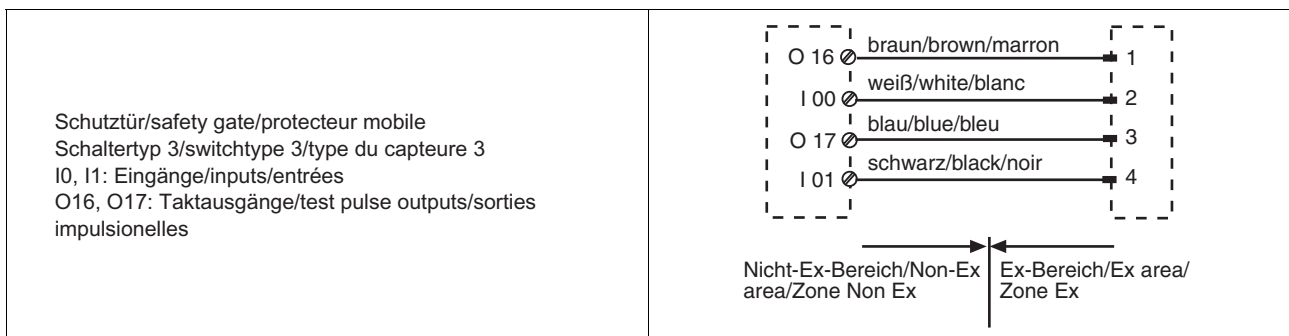 Schutztür/safety gate/protecteur mobile
Schaltertyp 3/switchtype 3/type du capteure 3
I0, I1: Eingänge/inputs/entrées
O16, O17: Taktausgänge/test pulse outputs/sorties
impulsionelles
O 16 braun/brown/marron 1
I 00 weiß/white/blanc 2
O 17 blau/blue/bleu 3
I 01 schwarz/black/noir 4
Nicht-Ex-Bereich/Non-Ex
area/Zone Non Ex
Ex-Bereich/Ex area/
Zone Ex